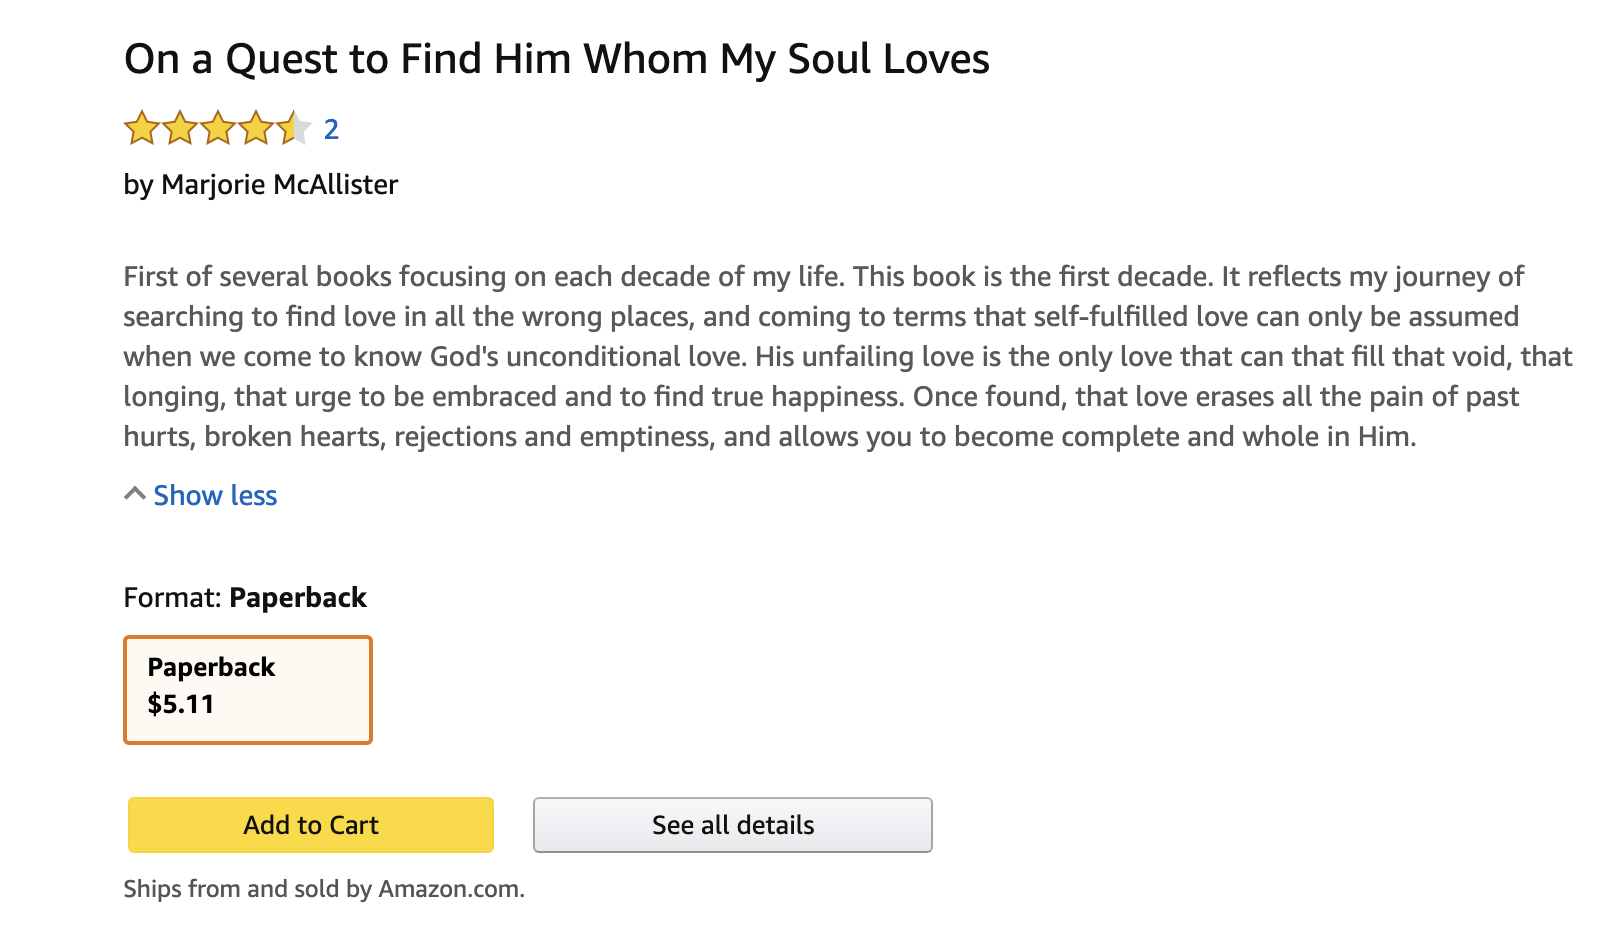 On a Quest to Find Him Whom My Soul Loves
2
by Marjorie McAllister
First of several books focusing on each decade of my life. This book is the first decade. It reflects my journey of
searching to find love in all the wrong places, and coming to terms that self-fulfilled love can only be assumed
when we come to know God's unconditional love. His unfailing love is the only love that can that fill that void, that
longing, that urge to be embraced and to find true happiness. Once found, that love erases all the pain of past
hurts, broken hearts, rejections and emptiness, and allows you to become complete and whole in Him.
Show less
Format: Paperback
Paperback
$5.11
Add to Cart
See all details
Ships from and sold by Amazon.com.